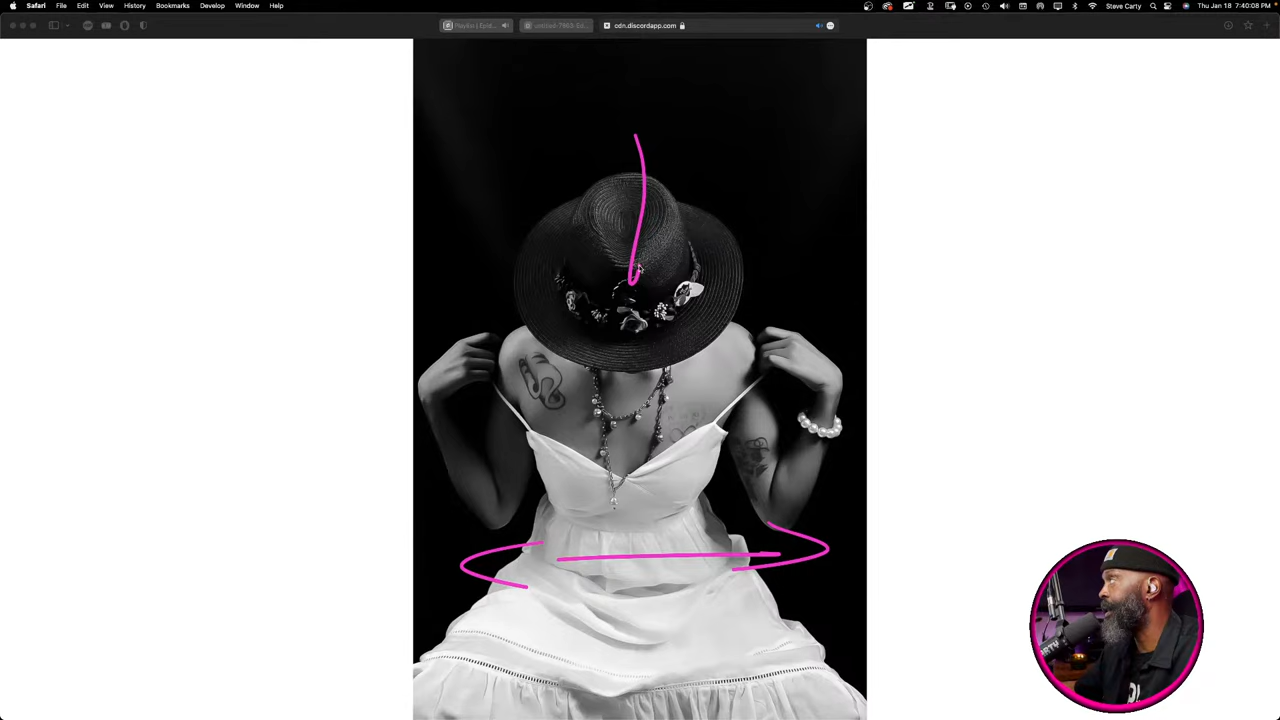 Safari File Edit View History Bookmarks Develop Window Help
Steve Carty Thu Jan 18 7:40:08 PM
cdn.discordapp.com